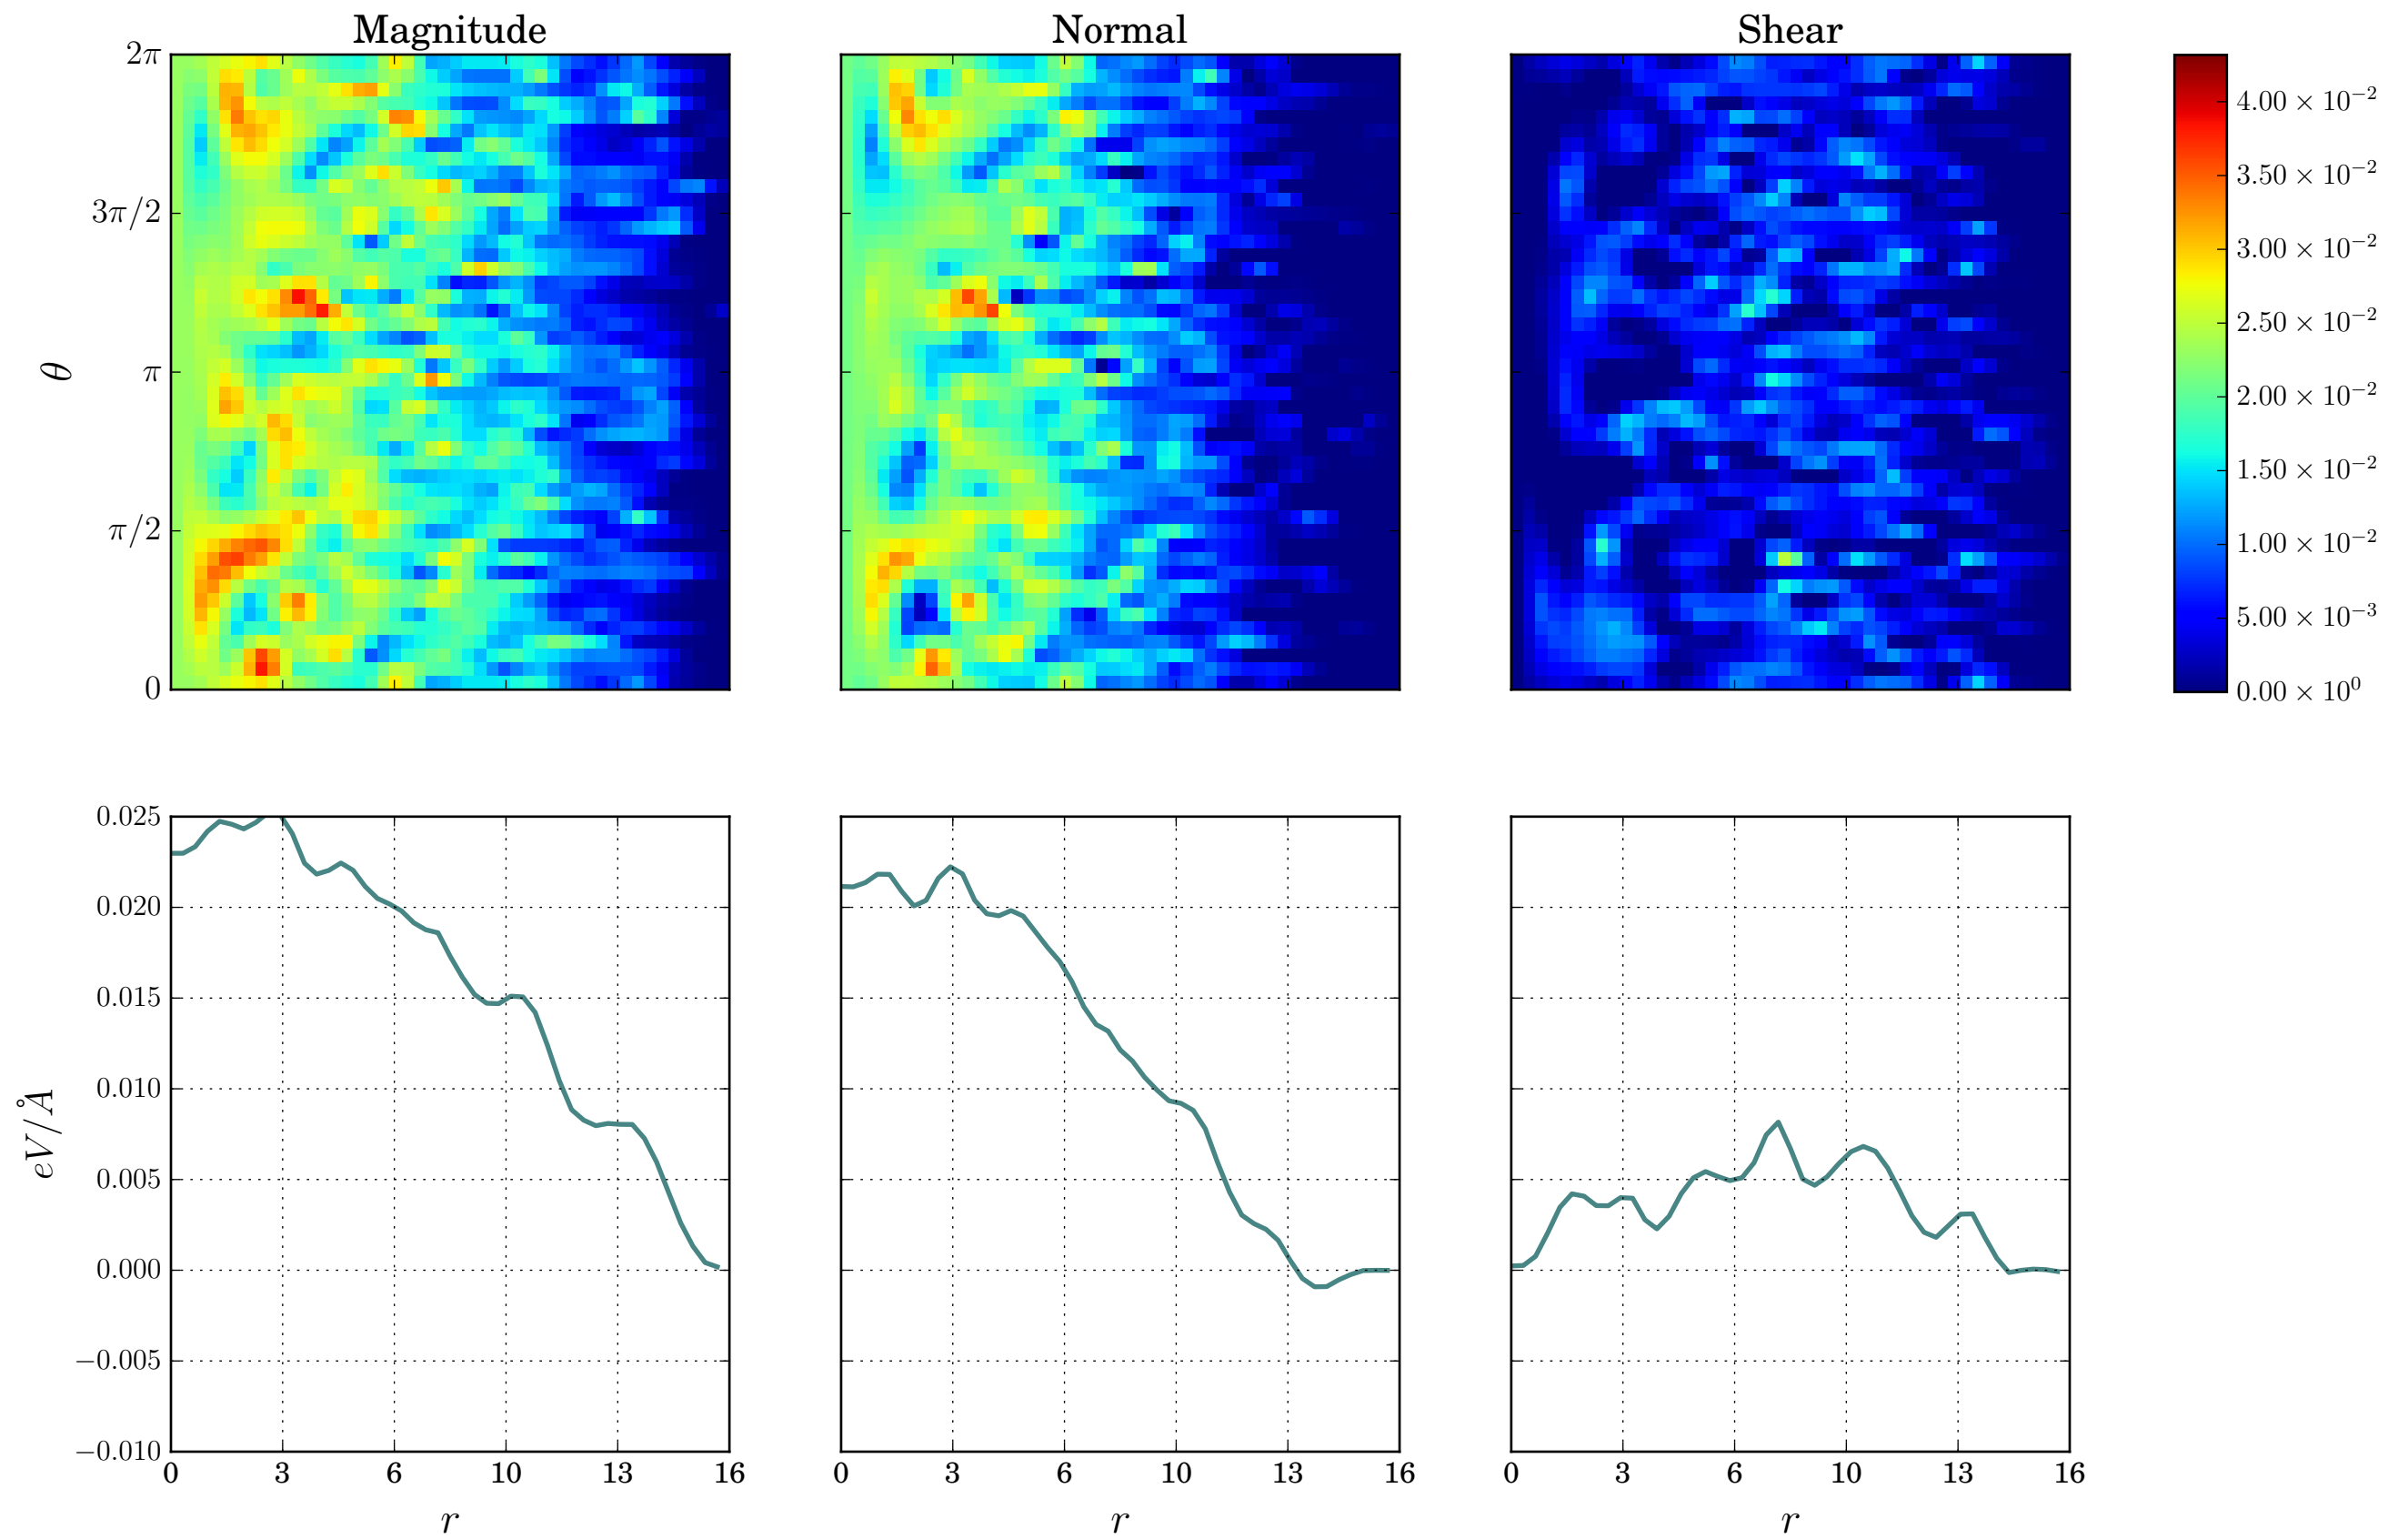 Magnitude Normal Shear
2π
3π/2
π
π/2
0
θ
4.00 × 10⁻²
3.50 × 10⁻²
3.00 × 10⁻²
2.50 × 10⁻²
2.00 × 10⁻²
1.50 × 10⁻²
1.00 × 10⁻²
5.00 × 10⁻³
0.00 × 10⁰
0.025
0.020
0.015
0.010
0.005
0.000
−0.005
−0.010
eV/Å
0 3 6 10 13 16 0 3 6 10 13 16 0 3 6 10 13 16
r r r